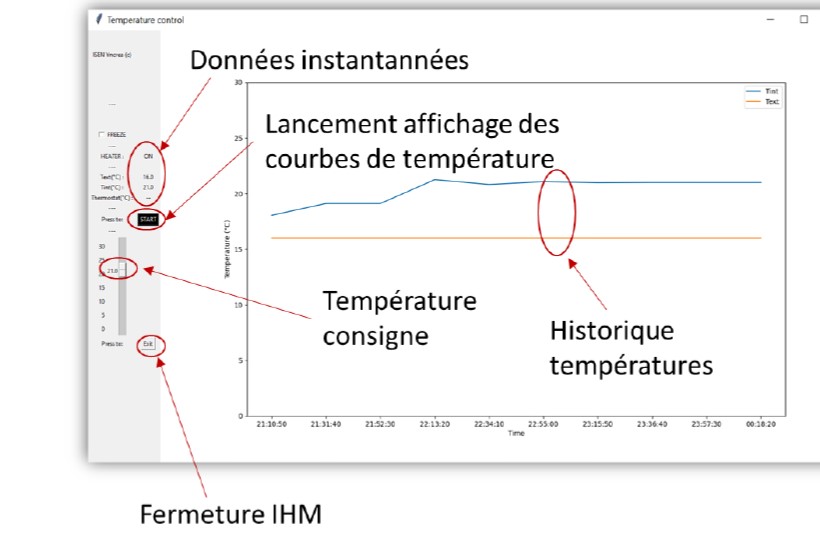 Temperature control
ISEN Yncrea (c)
Données instantannées
Lancement affichage des
courbes de température
FREEZE
HEATER : ON
Text(°C) : 16.0
Tint(°C) : 21.0
Thermostat(°C) : ---
Press to: START
30
25
21.0
15
10
5
0
Press to: Exit
Tint
Text
30
25
20
15
10
5
0
Temperature (°C)
21:10:50 21:31:40 21:52:30 22:13:20 22:34:10 22:55:00 23:15:50 23:36:40 23:57:30 00:18:20
Time
Température
consigne
Historique
températures
Fermeture IHM